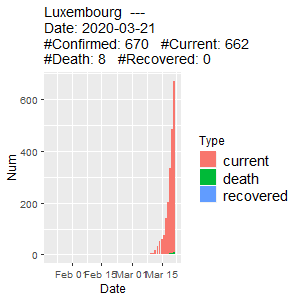 Luxembourg ---
Date: 2020-03-21
#Confirmed: 670 #Current: 662
#Death: 8 #Recovered: 0
Num
600
400
200
0
Feb 01
Feb 15
Mar 01
Mar 15
Date
Type
current
death
recovered